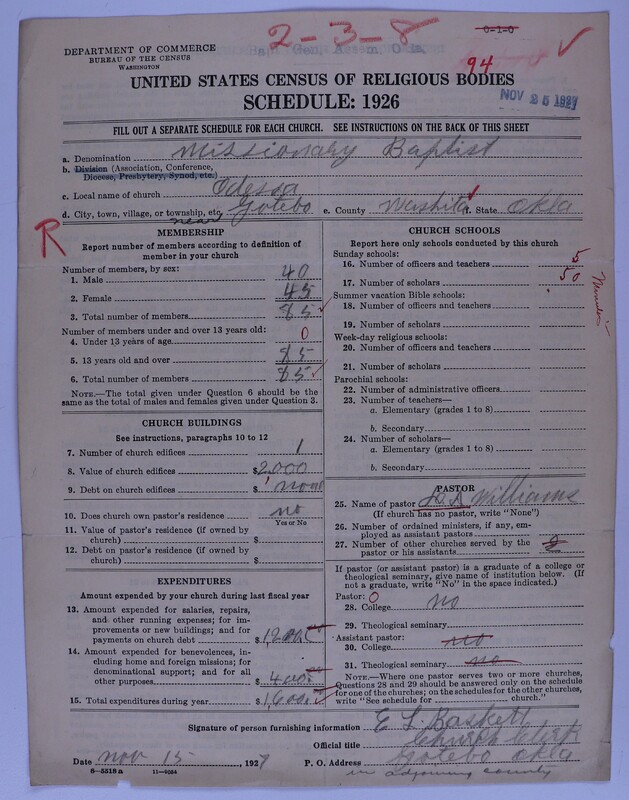 2-3-8
0-1-0
Bapt. Gen. Assem. Okla.
94
DEPARTMENT OF COMMERCE
BUREAU OF THE CENSUS
WASHINGTON
UNITED STATES CENSUS OF RELIGIOUS BODIES
SCHEDULE: 1926
NOV 25 1927
FILL OUT A SEPARATE SCHEDULE FOR EACH CHURCH. SEE INSTRUCTIONS ON THE BACK OF THIS SHEET
a. Denomination Missionary Baptist
b. Division (Association, Conference,
Diocese, Presbytery, Synod, etc.)
c. Local name of church Odessa
d. City, town, village, or township, etc. near Gotebo e. County Washita f. State Okla
R
MEMBERSHIP
Report number of members according to definition of
member in your church
Number of members, by sex:
1. Male 40
2. Female 45
3. Total number of members 85
Number of members under and over 13 years old:
4. Under 13 years of age 0
5. 13 years old and over 85
6. Total number of members 85
NOTE.—The total given under Question 6 should be
the same as the total of males and females given under Question 3.
CHURCH BUILDINGS
See instructions, paragraphs 10 to 12
7. Number of church edifices 1
8. Value of church edifices $2,000
9. Debt on church edifices $ none
10. Does church own pastor's residence? no
Yes or No
11. Value of pastor's residence (if owned by
church) $
12. Debt on pastor's residence (if owned by
church) $
EXPENDITURES
Amount expended by your church during last fiscal year
13. Amount expended for salaries, repairs,
and other running expenses; for im-
provements or new buildings; and for
payments on church debt $1,200
14. Amount expended for benevolences, in-
cluding home and foreign missions; for
denominational support; and for all
other purposes $400
15. Total expenditures during year $1,600
CHURCH SCHOOLS
Report here only schools conducted by this church
Sunday schools:
16. Number of officers and teachers 5
17. Number of scholars 50
Summer vacation Bible schools:
18. Number of officers and teachers
19. Number of scholars
Week-day religious schools:
20. Number of officers and teachers
21. Number of scholars
Parochial schools:
22. Number of administrative officers
23. Number of teachers—
a. Elementary (grades 1 to 8)
b. Secondary
24. Number of scholars—
a. Elementary (grades 1 to 8)
b. Secondary
PASTOR
25. Name of pastor Williams
(If church has no pastor, write "None")
26. Number of ordained ministers, if any, em-
ployed as assistant pastors
27. Number of other churches served by the
pastor or his assistants 2
If pastor (or assistant pastor) is a graduate of a college or
theological seminary, give name of institution below. (If
not a graduate, write "No" in the space indicated.)
Pastor: 0
28. College no
29. Theological seminary
Assistant pastor:
30. College no
31. Theological seminary no
NOTE.—Where one pastor serves two or more churches,
Questions 28 and 29 should be answered only on the schedule
for one of the churches; on the schedules for the other churches,
write "See schedule for church."
Signature of person furnishing information E L Baskett
Official title Church Clerk
Date Nov 15, 1927 P. O. Address Gotebo Okla
6-5518a 11-9034 in adjoining county